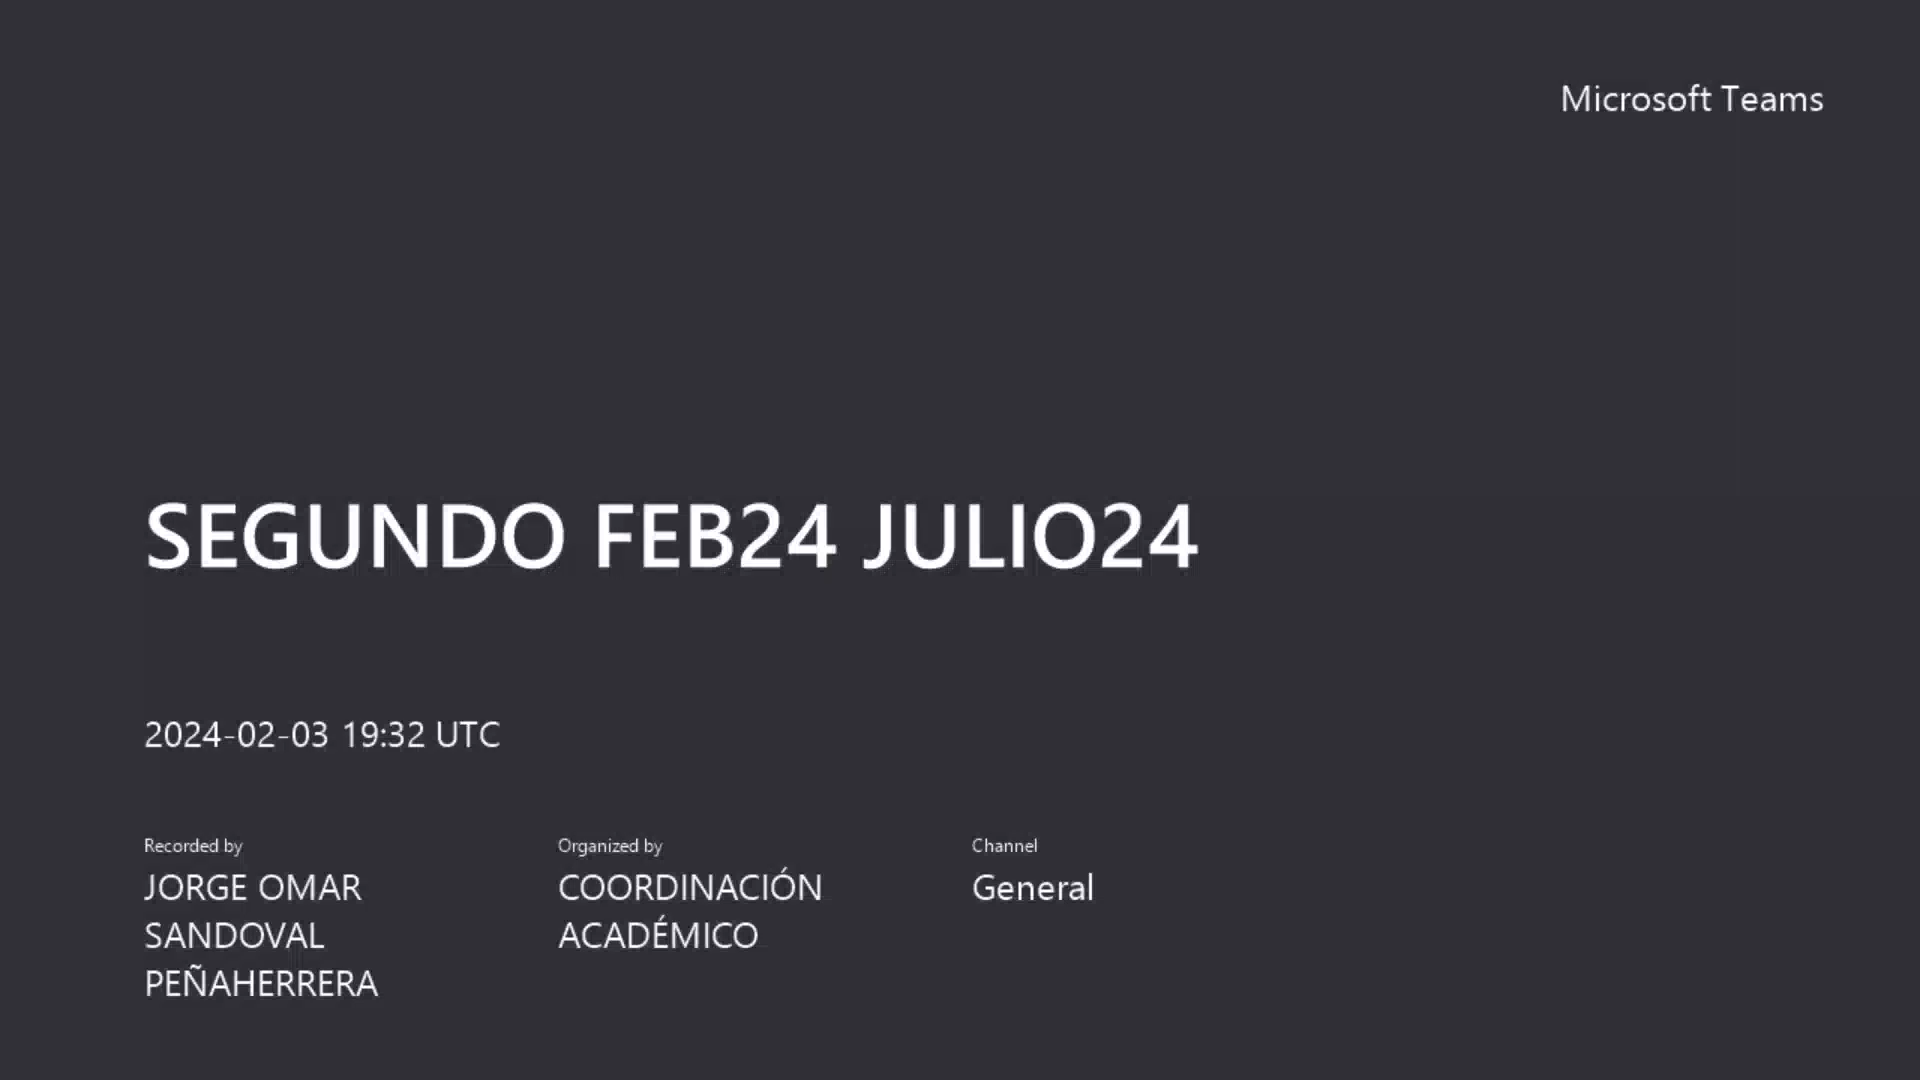 Microsoft Teams
SEGUNDO FEB24 JULIO24
2024-02-03 19:32 UTC
Recorded by
JORGE OMAR
SANDOVAL
PEÑAHERRERA
Organized by
COORDINACIÓN
ACADÉMICO
Channel
General